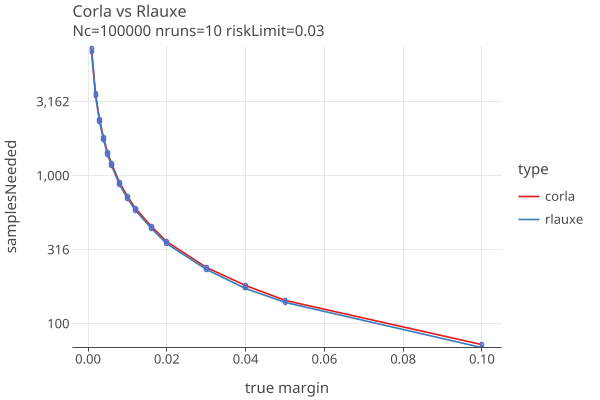 Corla vs Rlauxe
Nc=100000 nruns=10 riskLimit=0.03
samplesNeeded
3,162
1,000
316
100
0.00 0.02 0.04 0.06 0.08 0.10
true margin
type
corla
rlauxe